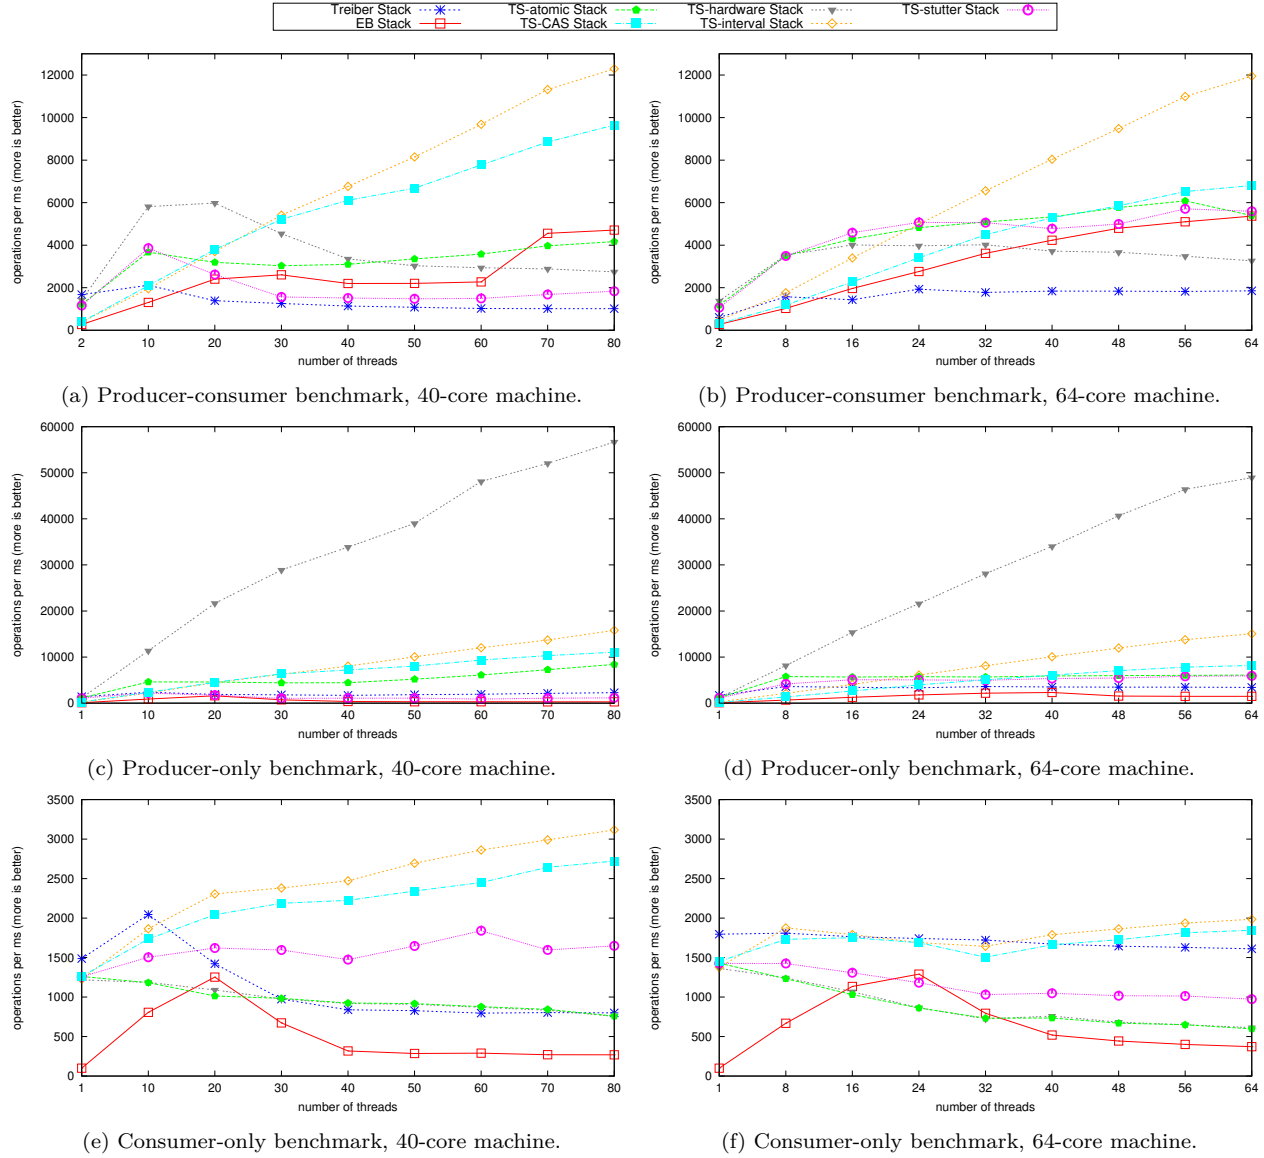 Treiber Stack TS-atomic Stack TS-hardware Stack TS-stutter Stack
EB Stack TS-CAS Stack TS-interval Stack
operations per ms (more is better)
12000
10000
8000
6000
4000
2000
0
2 10 20 30 40 50 60 70 80
number of threads
(a) Producer-consumer benchmark, 40-core machine.
operations per ms (more is better)
12000
10000
8000
6000
4000
2000
0
2 8 16 24 32 40 48 56 64
number of threads
(b) Producer-consumer benchmark, 64-core machine.
operations per ms (more is better)
60000
50000
40000
30000
20000
10000
0
1 10 20 30 40 50 60 70 80
number of threads
(c) Producer-only benchmark, 40-core machine.
operations per ms (more is better)
60000
50000
40000
30000
20000
10000
0
1 8 16 24 32 40 48 56 64
number of threads
(d) Producer-only benchmark, 64-core machine.
operations per ms (more is better)
3500
3000
2500
2000
1500
1000
500
0
1 10 20 30 40 50 60 70 80
number of threads
(e) Consumer-only benchmark, 40-core machine.
operations per ms (more is better)
3500
3000
2500
2000
1500
1000
500
0
1 8 16 24 32 40 48 56 64
number of threads
(f) Consumer-only benchmark, 64-core machine.